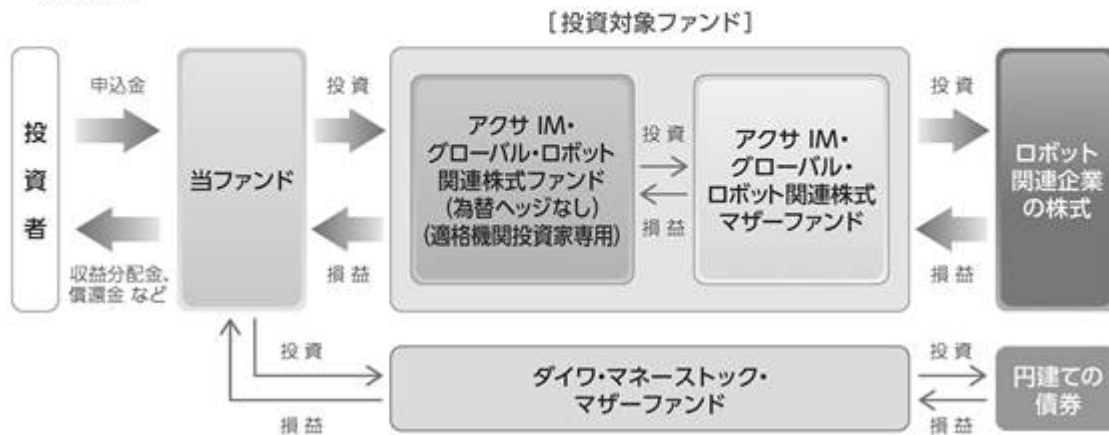 [投資対象ファンド]
投資者
申込金
収益分配金、
償還金 など
当ファンド
投 資
損 益
アクサ IM・
グローバル・ロボット
関連株式ファンド
(為替ヘッジなし)
(適格機関投資家専用)
投 資
損 益
アクサ IM・
グローバル・
ロボット関連株式
マザーファンド
投 資
損 益
ロボット
関連企業
の株式
投 資
損 益
ダイワ・マネーストック・
マザーファンド
投 資
損 益
円建ての
債券